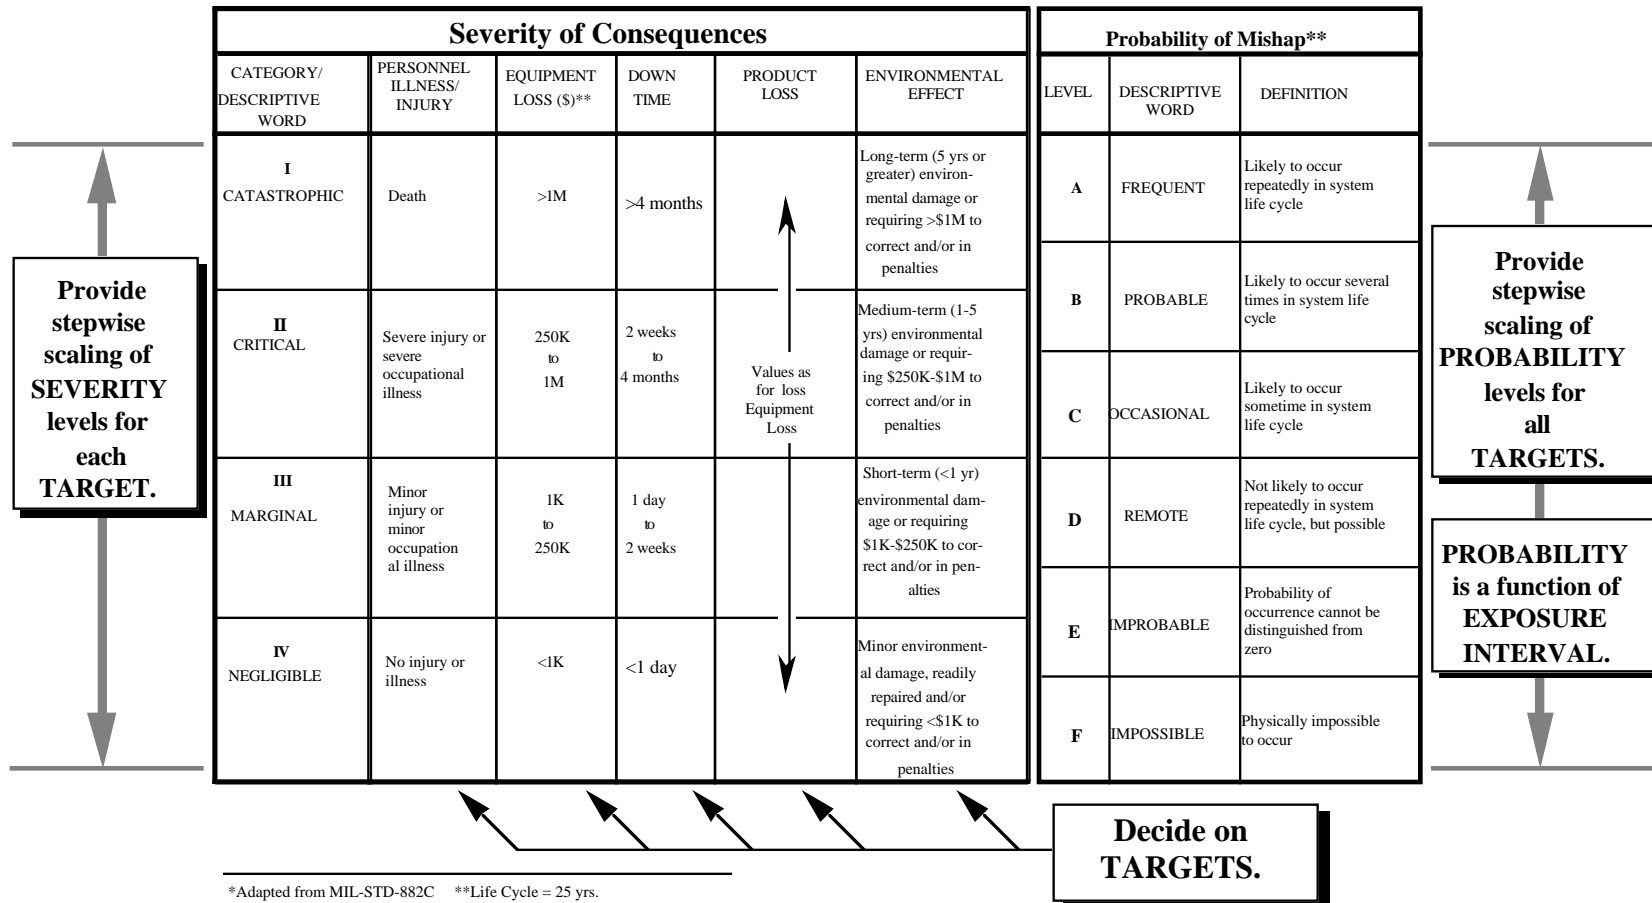 Severity of Consequences
CATEGORY/
DESCRIPTIVE
WORD
PERSONNEL
ILLNESS/
INJURY
EQUIPMENT
LOSS ($)**
DOWN
TIME
PRODUCT
LOSS
ENVIRONMENTAL
EFFECT
I
CATASTROPHIC
Death
>1M
>4 months
Long-term (5 yrs or
greater) environ-
mental damage or
requiring >$1M to
correct and/or in
penalties
II
CRITICAL
Severe injury or
severe
occupational
illness
250K
to
1M
2 weeks
to
4 months
Values as
for loss
Equipment
Loss
Medium-term (1-5
yrs) environmental
damage or requir-
ing $250K-$1M to
correct and/or in
penalties
III
MARGINAL
Minor
injury or
minor
occupation
al illness
1K
to
250K
1 day
to
2 weeks
Short-term (<1 yr)
environmental dam-
age or requiring
$1K-$250K to cor-
rect and/or in pen-
alties
IV
NEGLIGIBLE
No injury or
illness
<1K
<1 day
Minor environment-
al damage, readily
repaired and/or
requiring <$1K to
correct and/or in
penalties
Probability of Mishap**
LEVEL
DESCRIPTIVE
WORD
DEFINITION
A
FREQUENT
Likely to occur
repeatedly in system
life cycle
B
PROBABLE
Likely to occur several
times in system life
cycle
C
OCCASIONAL
Likely to occur
sometime in system
life cycle
D
REMOTE
Not likely to occur
repeatedly in system
life cycle, but possible
E
IMPROBABLE
Probability of
occurrence cannot be
distinguished from
zero
F
IMPOSSIBLE
Physically impossible
to occur
Provide
stepwise
scaling of
SEVERITY
levels for
each
TARGET.
Provide
stepwise
scaling of
PROBABILITY
levels for
all
TARGETS.
PROBABILITY
is a function of
EXPOSURE
INTERVAL.
Decide on
TARGETS.
*Adapted from MIL-STD-882C **Life Cycle = 25 yrs.